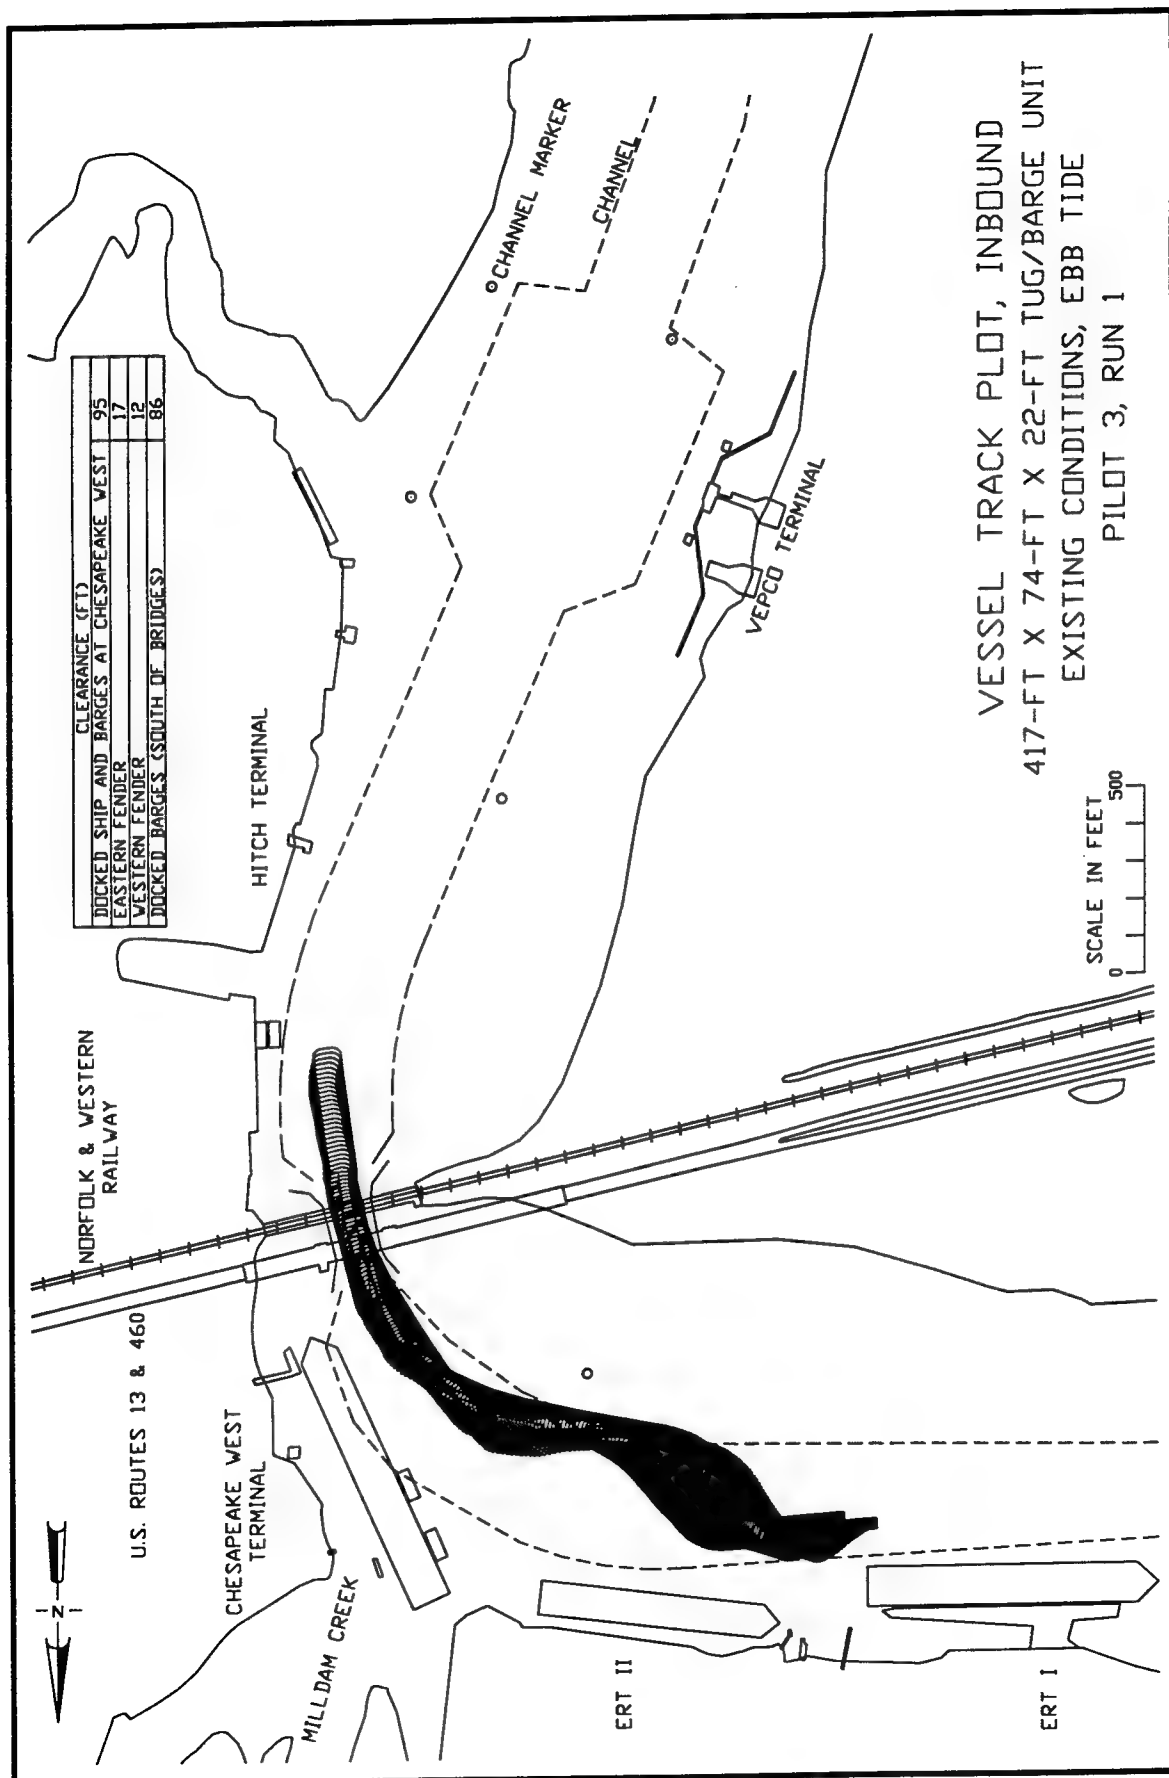 CLEARANCE (FT)
DOCKED SHIP AND BARGES AT CHESAPEAKE WEST 95
EASTERN FENDER 17
WESTERN FENDER 12
DOCKED BARGES (SOUTH OF BRIDGES) 86
N
U.S. ROUTES 13 & 460
NORFOLK & WESTERN
RAILWAY
HITCH TERMINAL
CHANNEL MARKER
CHANNEL
CHESAPEAKE WEST
TERMINAL
MILLDAM CREEK
VEPCO TERMINAL
ERT II
ERT I
SCALE IN FEET
0 500
VESSEL TRACK PLOT, INBOUND
417-FT X 74-FT X 22-FT TUG/BARGE UNIT
EXISTING CONDITIONS, EBB TIDE
PILOT 3, RUN 1